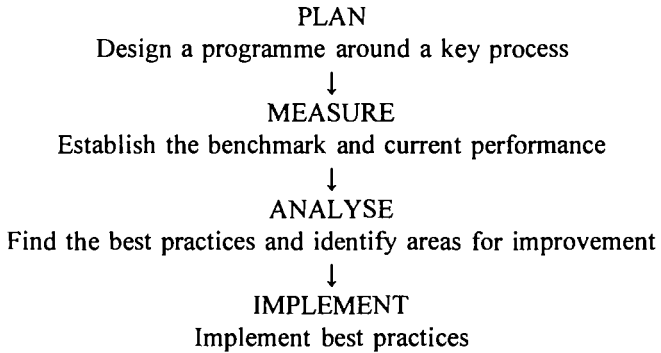 PLAN
Design a programme around a key process
↓
MEASURE
Establish the benchmark and current performance
↓
ANALYSE
Find the best practices and identify areas for improvement
↓
IMPLEMENT
Implement best practices